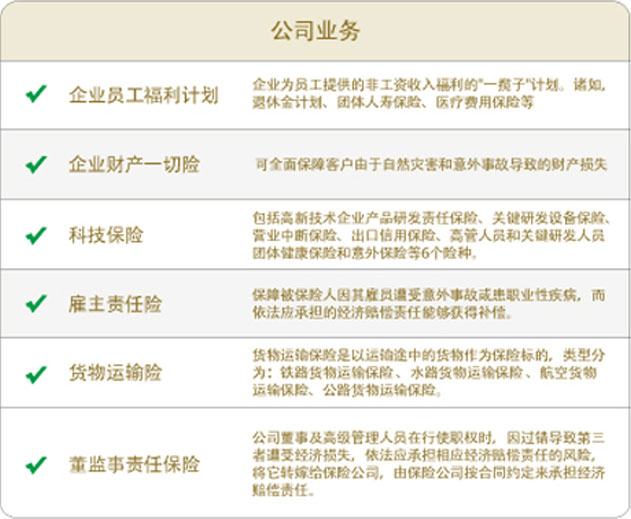 公司业务
企业员工福利计划
企业为员工提供的非工资收入福利的"一揽子"计划。诸如,
退休金计划、团体人寿保险、医疗费用保险等
企业财产一切险
可全面保障客户由于自然灾害和意外事故导致的财产损失
科技保险
包括高新技术企业产品研发责任保险、关键研发设备保险、
营业中断保险、出口信用保险、高管人员和关键研发人员
团体健康保险和意外保险等6个险种。
雇主责任险
保障被保险人因其雇员遭受意外事故或患职业性疾病，而
依法应承担的经济赔偿责任能够获得补偿。
货物运输险
货物运输保险是以运输途中的货物作为保险标的，类型分
为：铁路货物运输保险、水路货物运输保险、航空货物
运输保险、公路货物运输保险。
董监事责任保险
公司董事及高级管理人员在行使职权时，因过错导致第三
者遭受经济损失，依法应承担相应经济赔偿责任的风险，
将它转嫁给保险公司，由保险公司按合同约定来承担经济
赔偿责任。